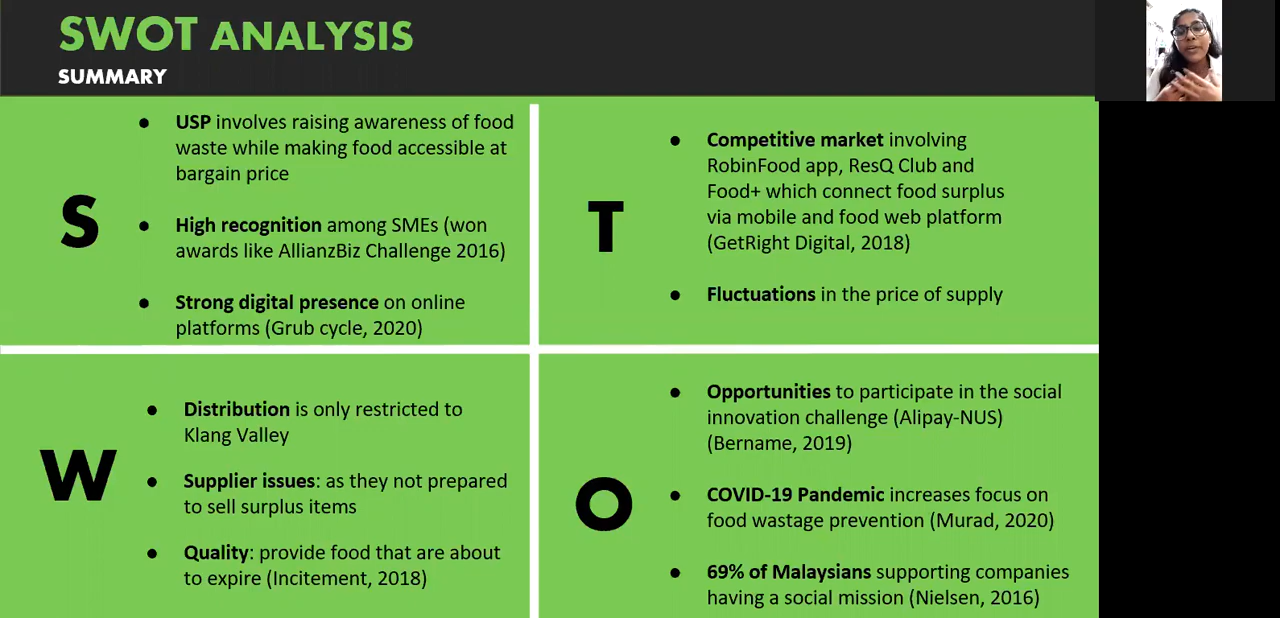 SWOT ANALYSIS
SUMMARY
S
● USP involves raising awareness of food
waste while making food accessible at
bargain price
● High recognition among SMEs (won
awards like AllianzBiz Challenge 2016)
● Strong digital presence on online
platforms (Grub cycle, 2020)
T
● Competitive market involving
RobinFood app, ResQ Club and
Food+ which connect food surplus
via mobile and food web platform
(GetRight Digital, 2018)
● Fluctuations in the price of supply
W
● Distribution is only restricted to
Klang Valley
● Supplier issues: as they not prepared
to sell surplus items
● Quality: provide food that are about
to expire (Incitement, 2018)
O
● Opportunities to participate in the social
innovation challenge (Alipay-NUS)
(Bername, 2019)
● COVID-19 Pandemic increases focus on
food wastage prevention (Murad, 2020)
● 69% of Malaysians supporting companies
having a social mission (Nielsen, 2016)